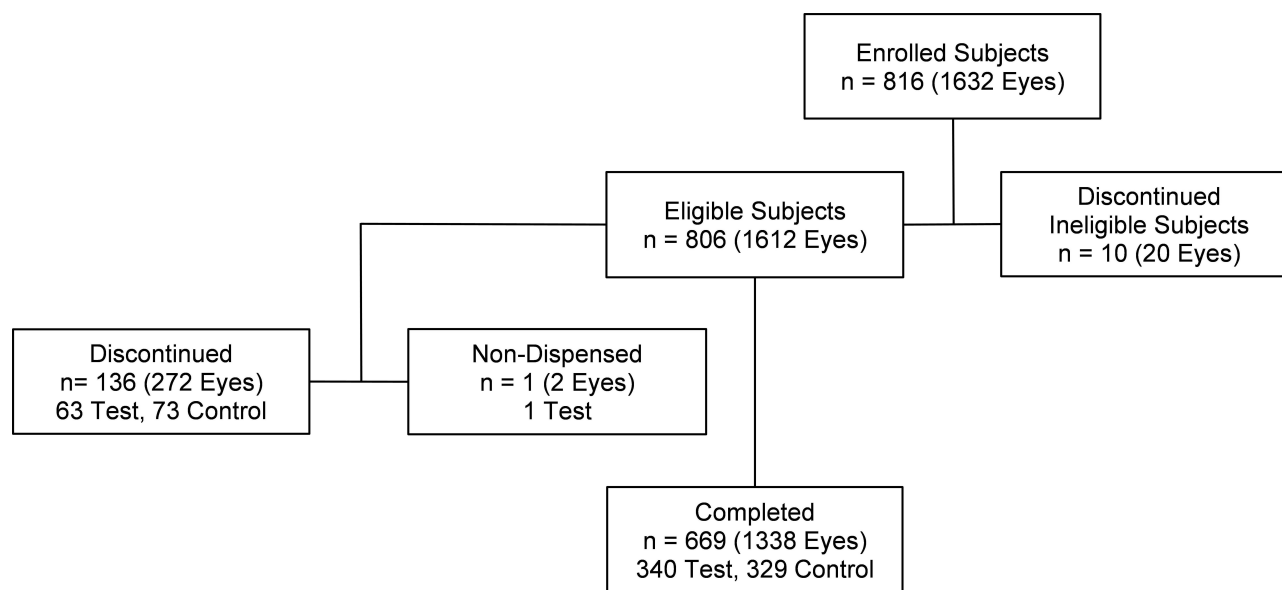 Enrolled Subjects
n = 816 (1632 Eyes)
Eligible Subjects
n = 806 (1612 Eyes)
Discontinued
Ineligible Subjects
n = 10 (20 Eyes)
Discontinued
n= 136 (272 Eyes)
63 Test, 73 Control
Non-Dispensed
n = 1 (2 Eyes)
1 Test
Completed
n = 669 (1338 Eyes)
340 Test, 329 Control